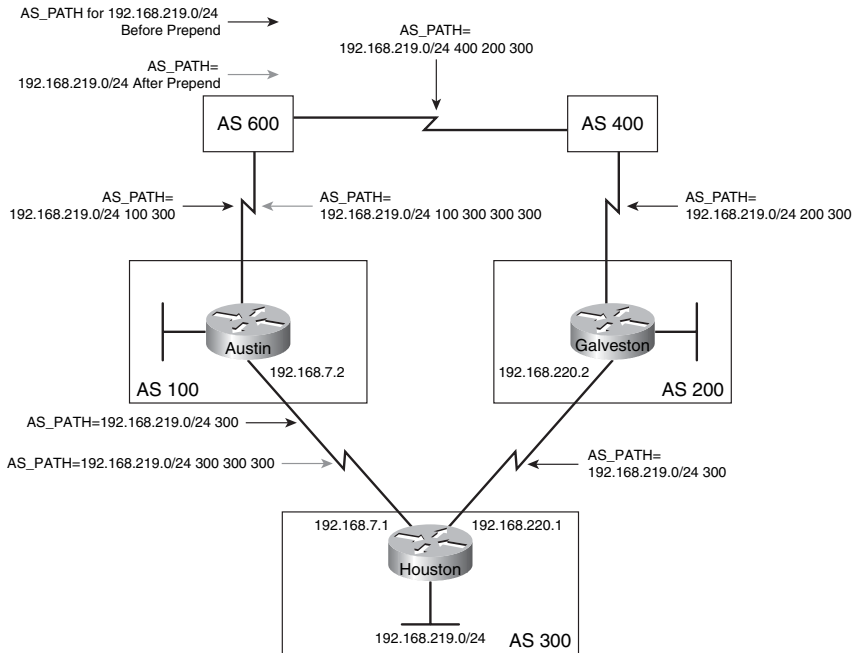 AS_PATH for 192.168.219.0/24
Before Prepend
AS_PATH=
192.168.219.0/24 400 200 300
AS_PATH=
192.168.219.0/24 After Prepend
AS 600
AS 400
AS_PATH=
192.168.219.0/24 100 300
AS_PATH=
192.168.219.0/24 100 300 300 300
AS_PATH=
192.168.219.0/24 200 300
Austin
Galveston
192.168.7.2
192.168.220.2
AS 100
AS 200
AS_PATH=192.168.219.0/24 300
AS_PATH=192.168.219.0/24 300 300 300
AS_PATH=
192.168.219.0/24 300
192.168.7.1
192.168.220.1
Houston
192.168.219.0/24
AS 300